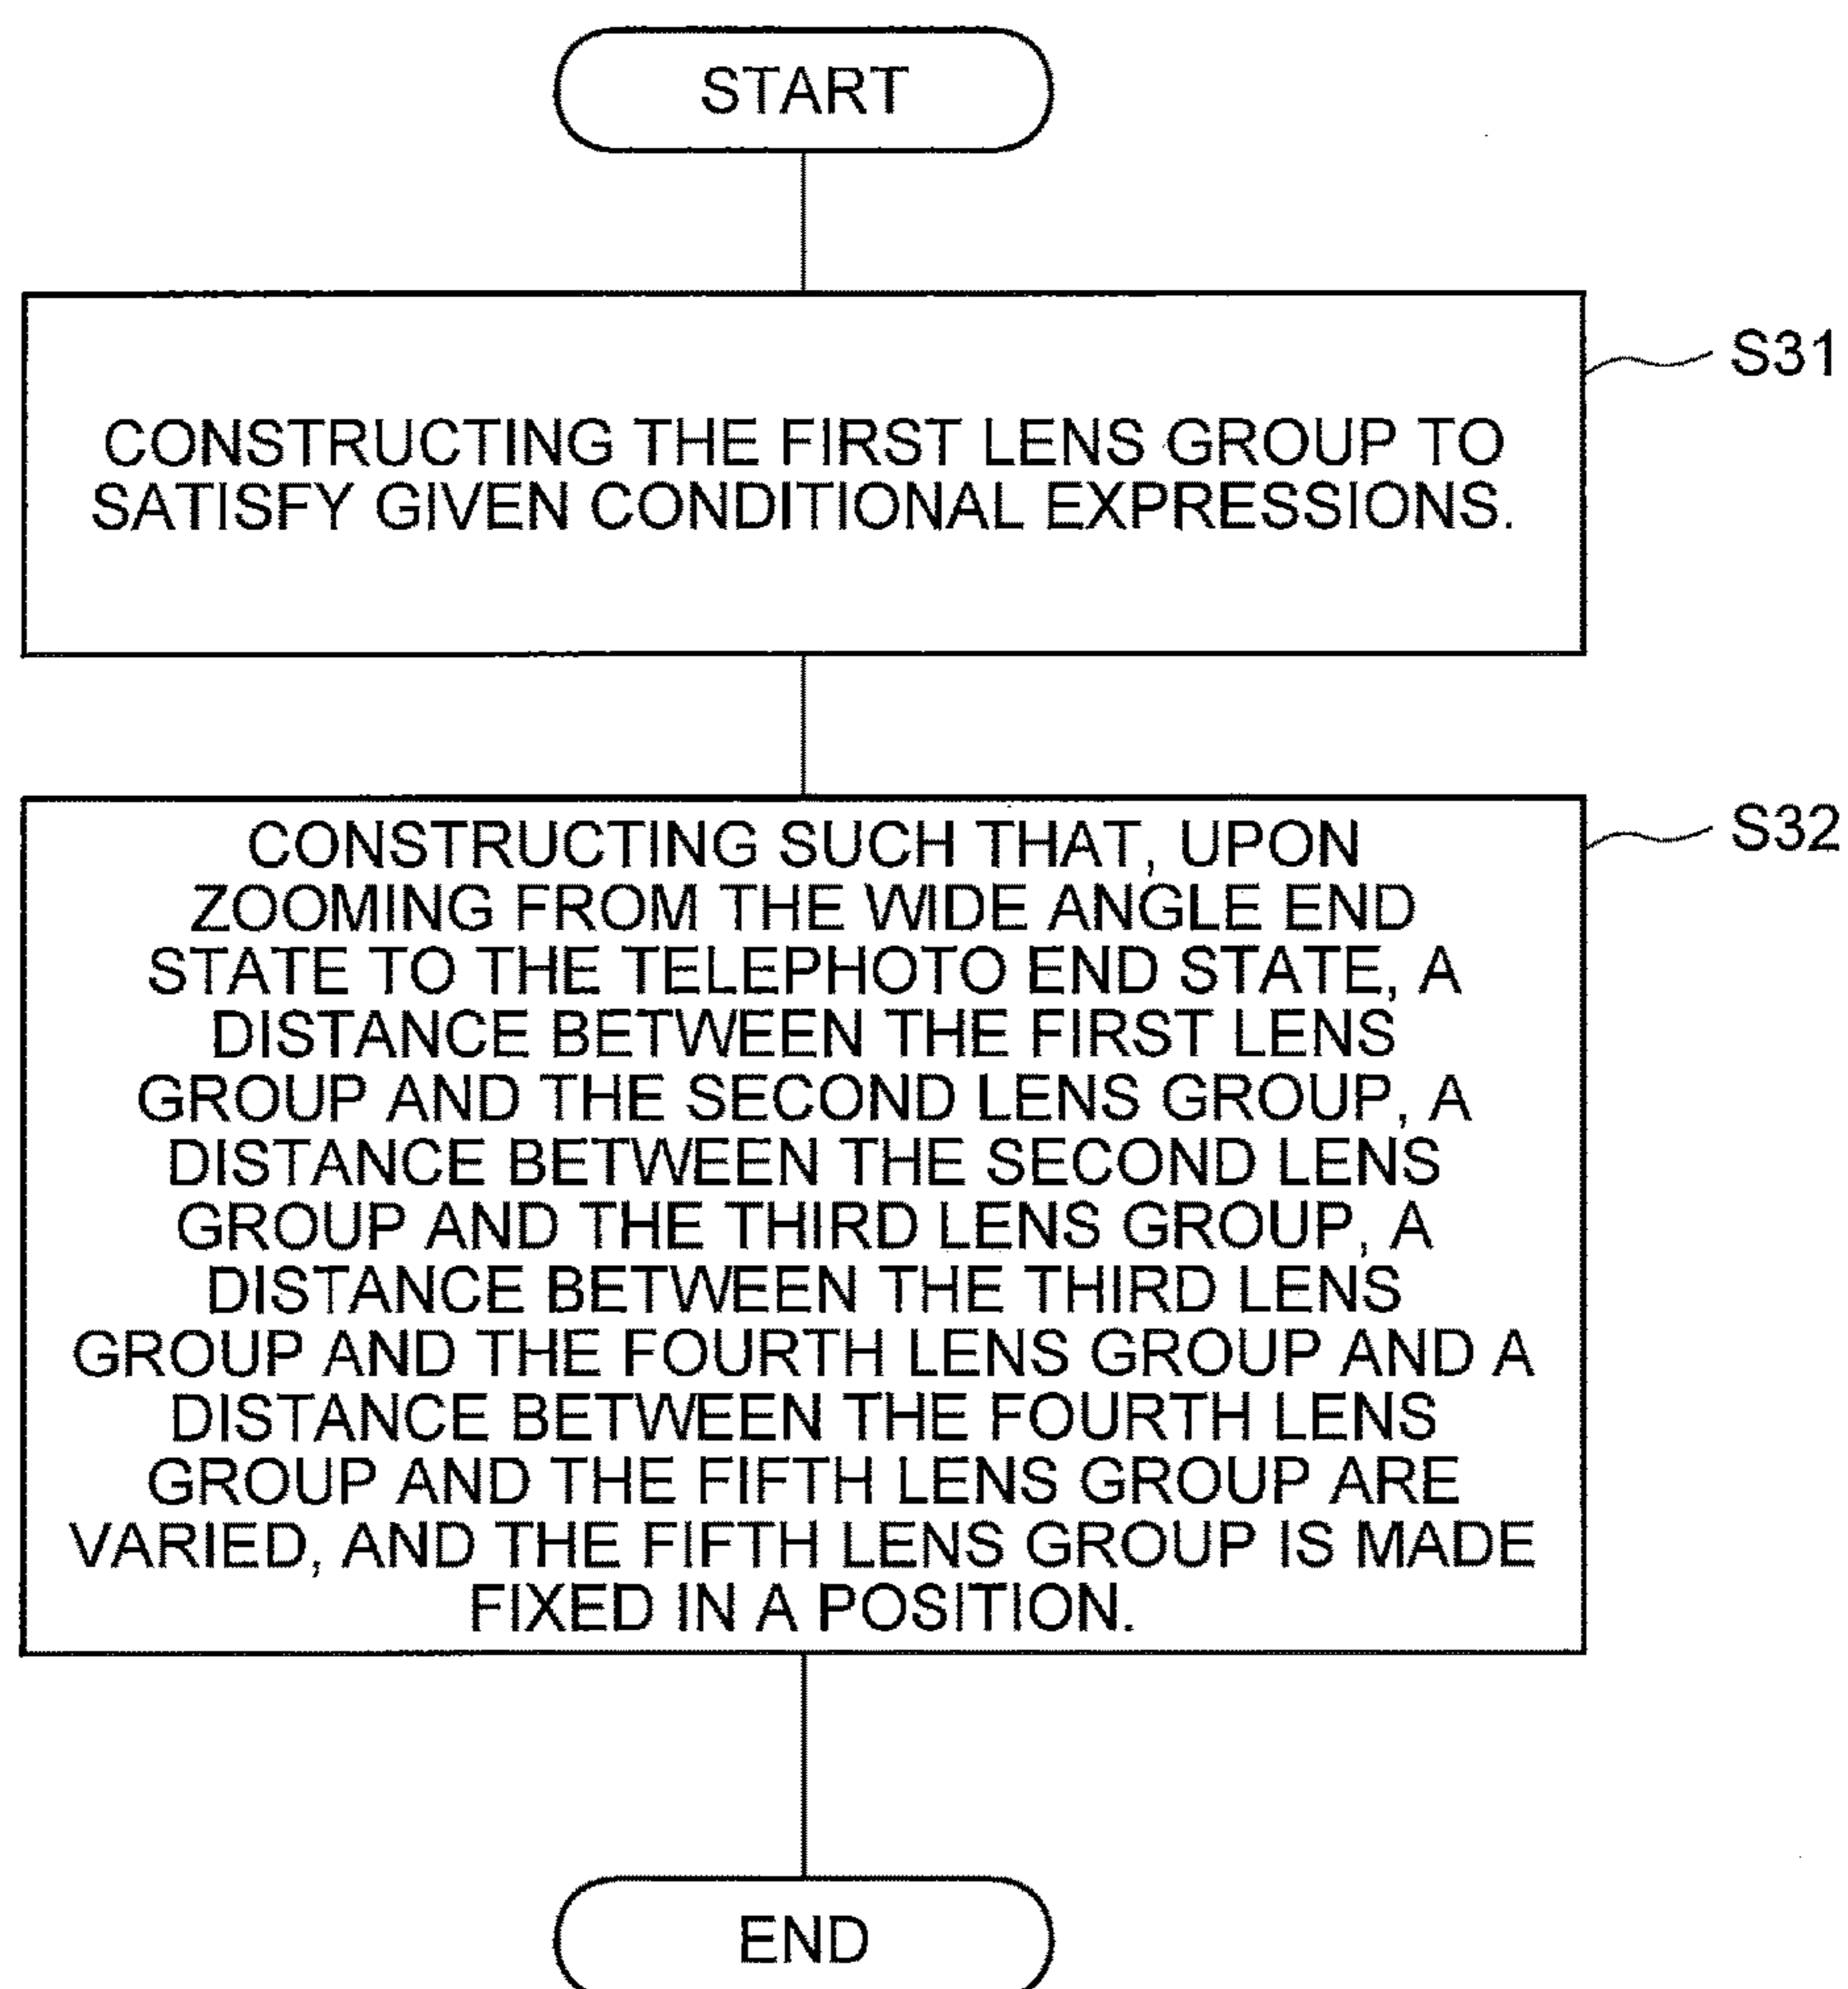 START
S31
CONSTRUCTING THE FIRST LENS GROUP TO
SATISFY GIVEN CONDITIONAL EXPRESSIONS.
S32
CONSTRUCTING SUCH THAT, UPON
ZOOMING FROM THE WIDE ANGLE END
STATE TO THE TELEPHOTO END STATE, A
DISTANCE BETWEEN THE FIRST LENS
GROUP AND THE SECOND LENS GROUP, A
DISTANCE BETWEEN THE SECOND LENS
GROUP AND THE THIRD LENS GROUP, A
DISTANCE BETWEEN THE THIRD LENS
GROUP AND THE FOURTH LENS GROUP AND A
DISTANCE BETWEEN THE FOURTH LENS
GROUP AND THE FIFTH LENS GROUP ARE
VARIED, AND THE FIFTH LENS GROUP IS MADE
FIXED IN A POSITION.
END